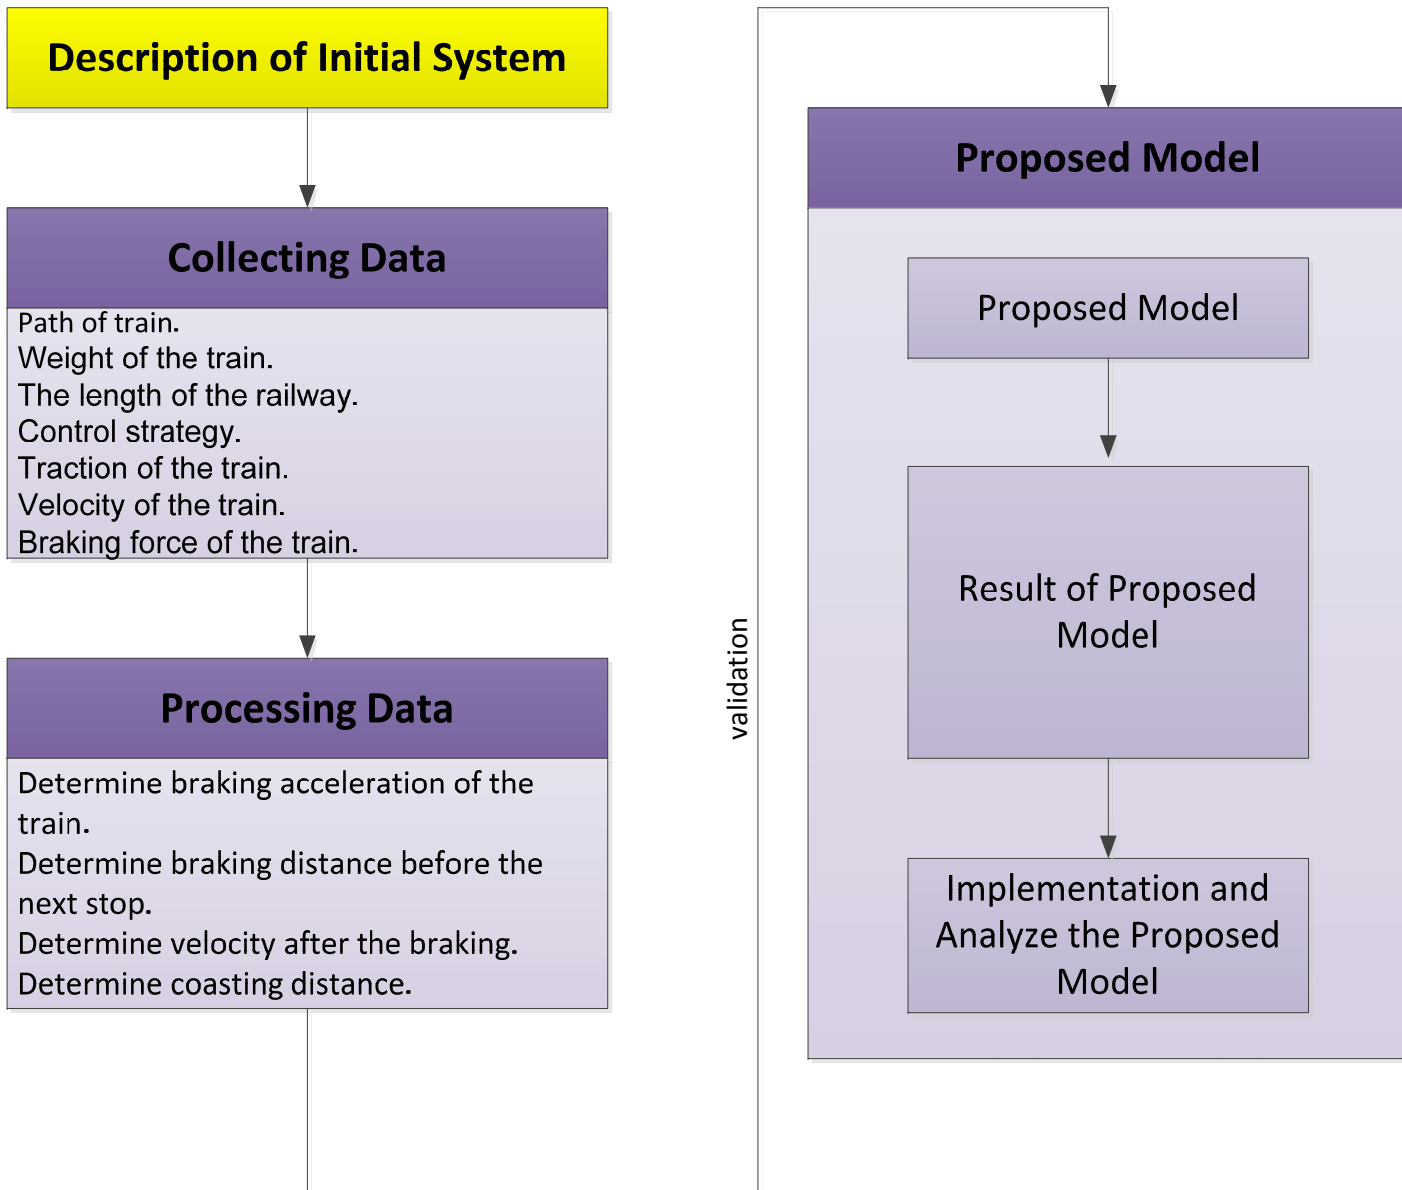 Description of Initial System
Collecting Data
Path of train.
Weight of the train.
The length of the railway.
Control strategy.
Traction of the train.
Velocity of the train.
Braking force of the train.
Processing Data
Determine braking acceleration of the
train.
Determine braking distance before the
next stop.
Determine velocity after the braking.
Determine coasting distance.
validation
Proposed Model
Proposed Model
Result of Proposed
Model
Implementation and
Analyze the Proposed
Model